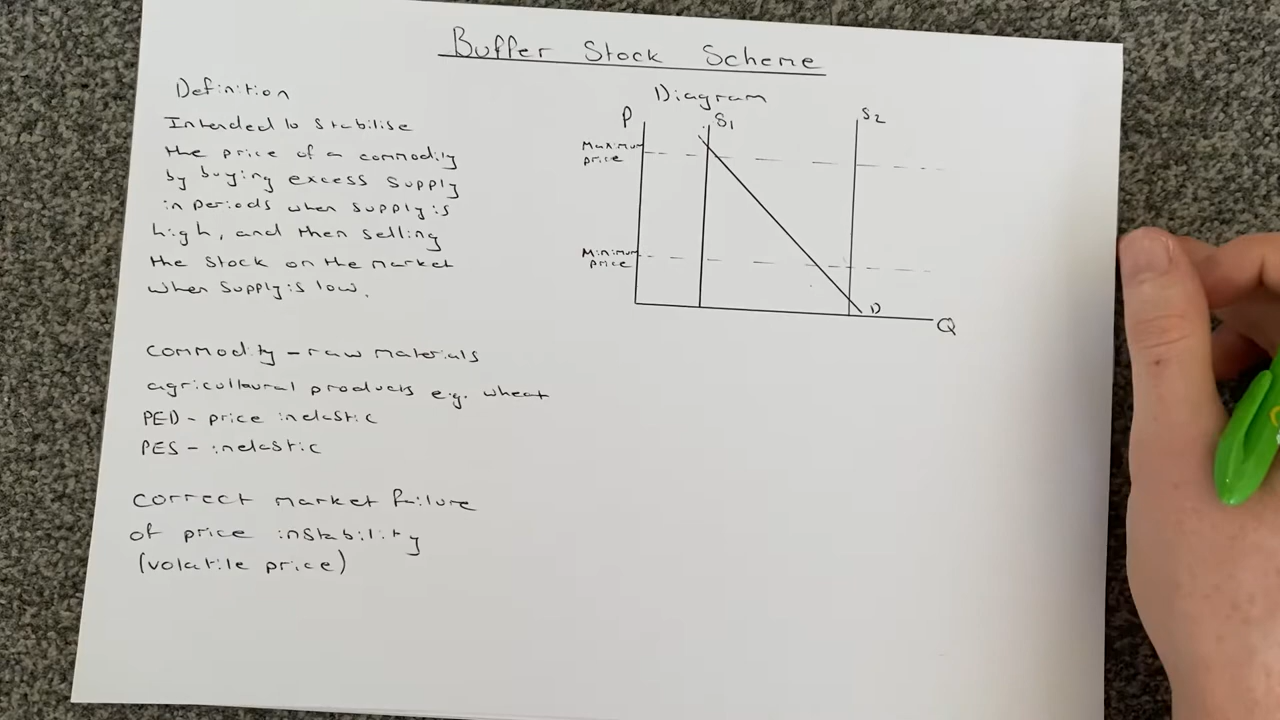 Buffer Stock Scheme
Definition
Intended to stabilise
the price of a commodity
by buying excess supply
in periods when supply is
high, and then selling
the stock on the market
when supply is low.
commodity - raw materials
agricultural products e.g. wheat
PED - price inelastic
PES - inelastic
correct market failure
of price instability
(volatile price)
Diagram
P
S1
S2
Maximum
price
Minimum
price
D
Q